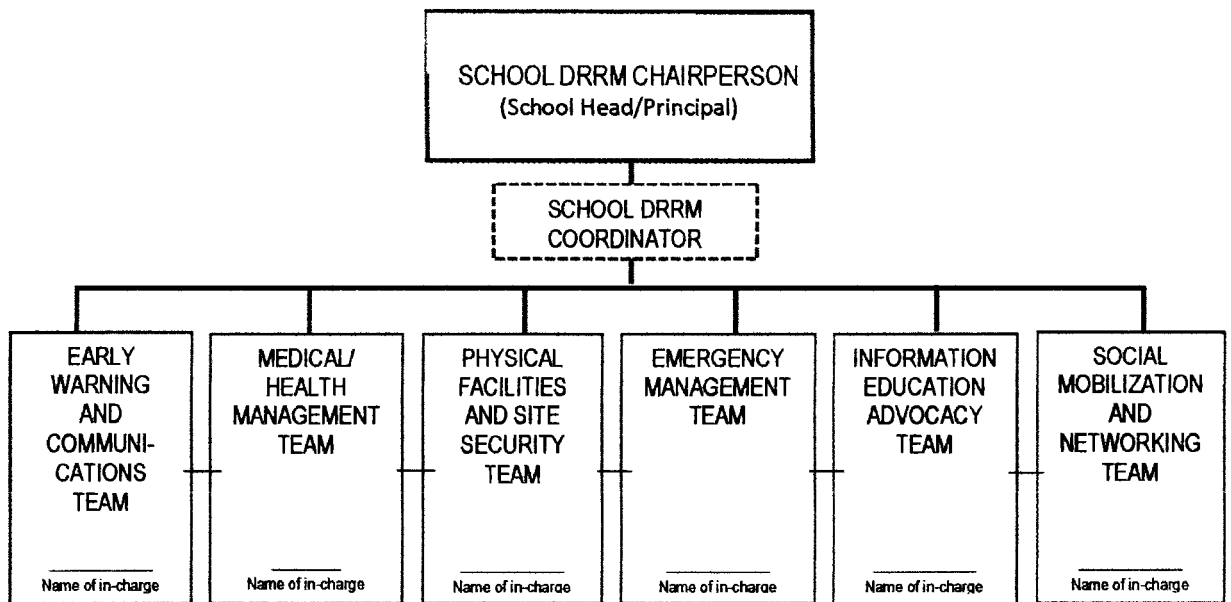 SCHOOL DRRM CHAIRPERSON
(School Head/Principal)
SCHOOL DRRM
COORDINATOR
EARLY
WARNING
AND
COMMUNI-
CATIONS
TEAM
Name of in-charge
MEDICAL/
HEALTH
MANAGEMENT
TEAM
Name of in-charge
PHYSICAL
FACILITIES
AND SITE
SECURITY
TEAM
Name of in-charge
EMERGENCY
MANAGEMENT
TEAM
Name of in-charge
INFORMATION
EDUCATION
ADVOCACY
TEAM
Name of in-charge
SOCIAL
MOBILIZATION
AND
NETWORKING
TEAM
Name of in-charge